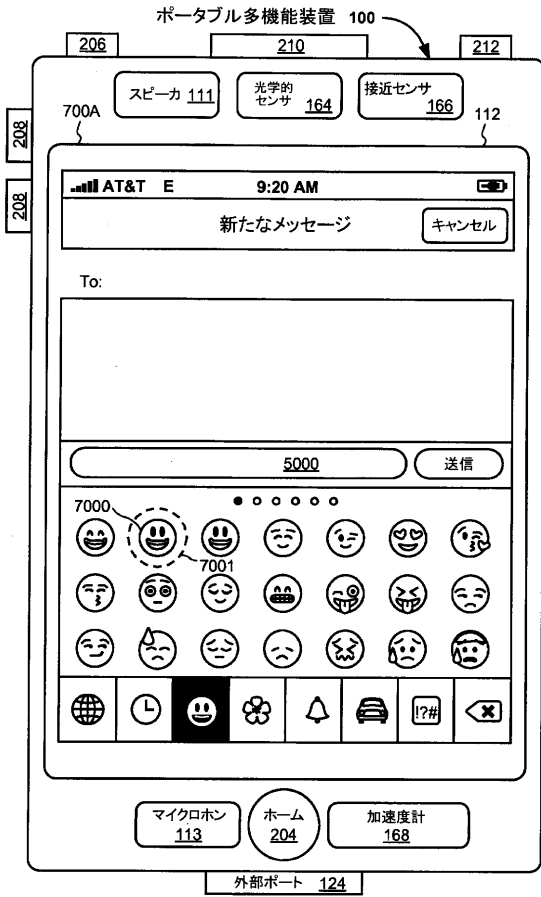 ポータブル多機能装置 100
206
210
212
スピーカ 111
光学的
センサ 164
接近センサ
166
700A
112
208
208
AT&T E 9:20 AM
新たなメッセージ
キャンセル
To:
5000
送信
7000
7001
!?#
マイクロホン
113
ホーム
204
加速度計
168
外部ポート 124